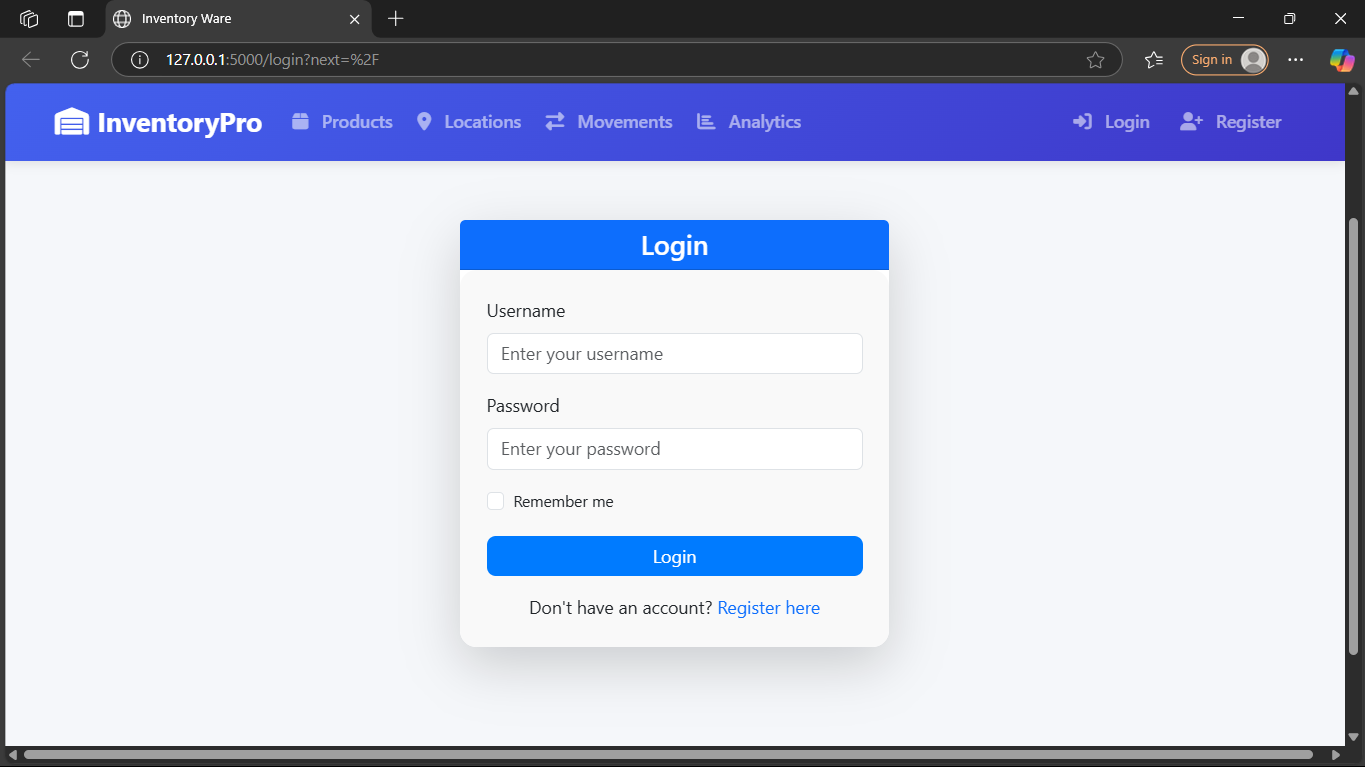 Inventory Ware
127.0.0.1:5000/login?next=%2F
Sign in
InventoryPro Products Locations Movements Analytics Login Register
Login
Username
Enter your username
Password
Enter your password
Remember me
Login
Don't have an account? Register here